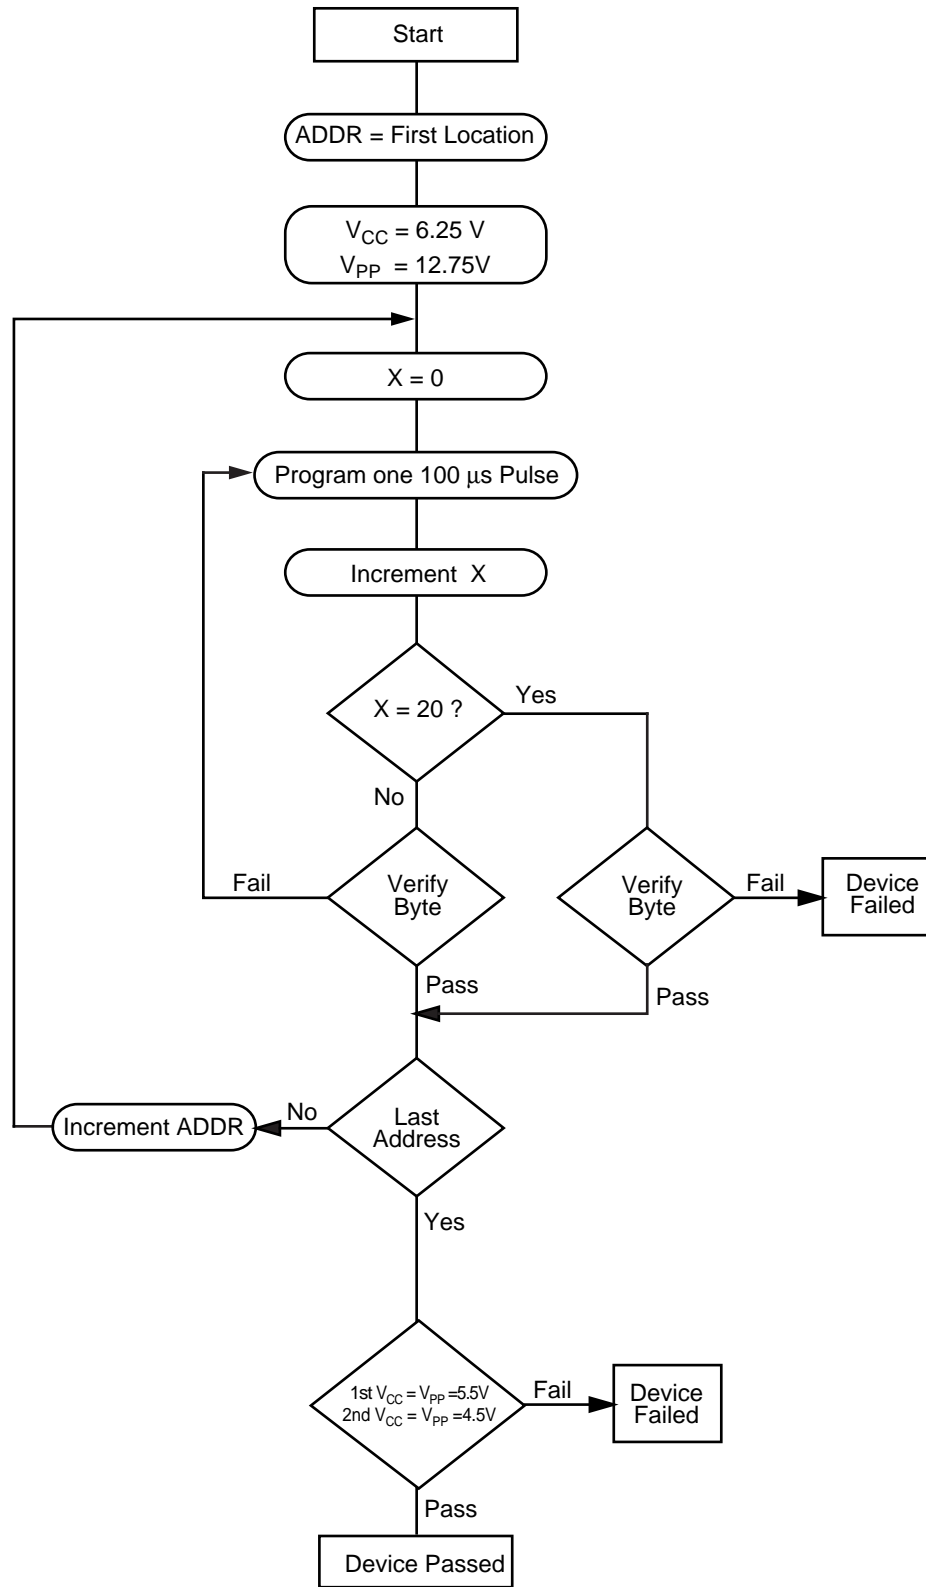 Start
ADDR = First Location
VCC = 6.25 V
VPP = 12.75V
X = 0
Program one 100 μs Pulse
Increment X
X = 20 ?
Yes
No
Fail
Verify
Byte
Verify
Byte
Fail
Device
Failed
Pass
Pass
Increment ADDR
No
Last
Address
Yes
1st VCC = VPP =5.5V
2nd VCC = VPP =4.5V
Fail
Device
Failed
Pass
Device Passed